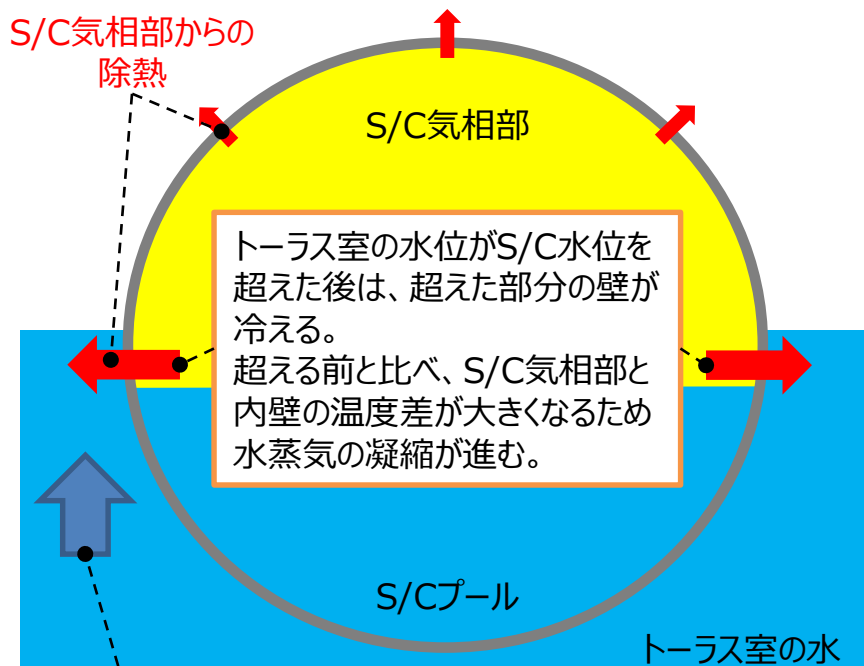 S/C気相部からの
除熱
S/C気相部
トーラス室の水位がS/C水位を
超えた後は、超えた部分の壁が
冷える。
超える前と比べ、S/C気相部と
内壁の温度差が大きくなるため
水蒸気の凝縮が進む。
S/Cプール
トーラス室の水